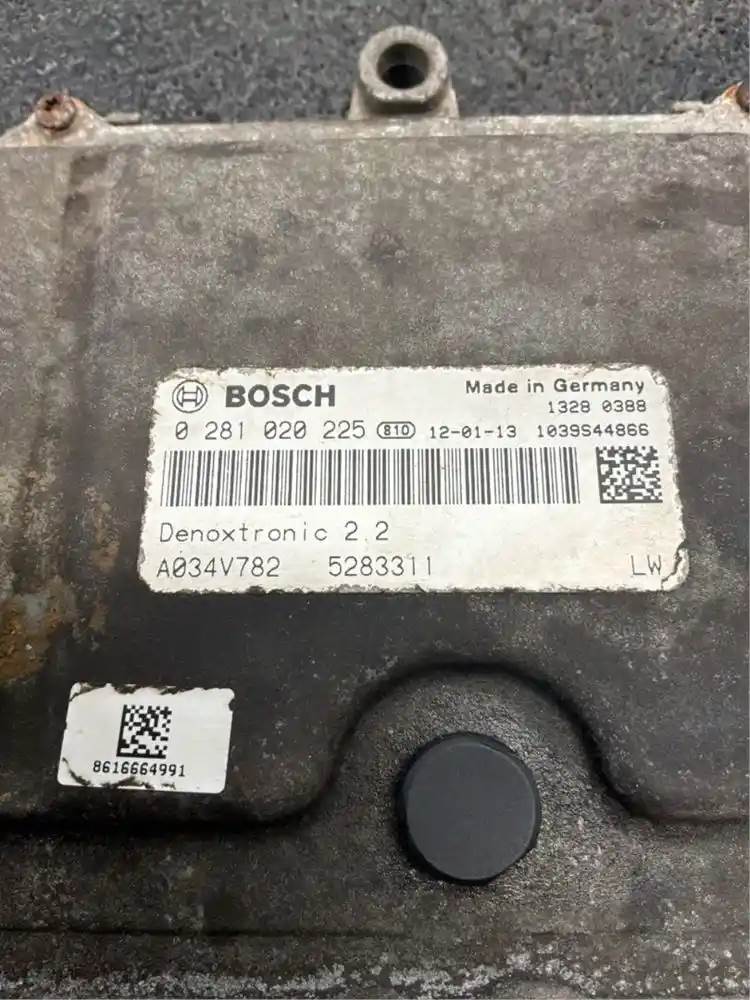 BOSCH
Made in Germany
1328 0388
0 281 020 225 810 12-01-13 1039S44866
Denoxtronic 2.2
A034V782 5283311 LW
8616664991